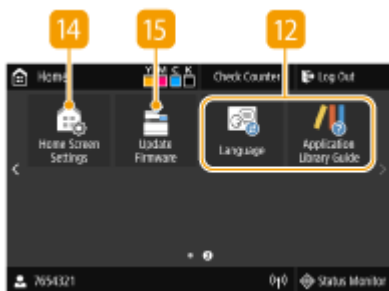 14 15 12
Home Y M C K Check Counter Log Out
Home Screen
Settings
Update
Firmware
Language
Application
Library Guide
2
7654321 Status Monitor